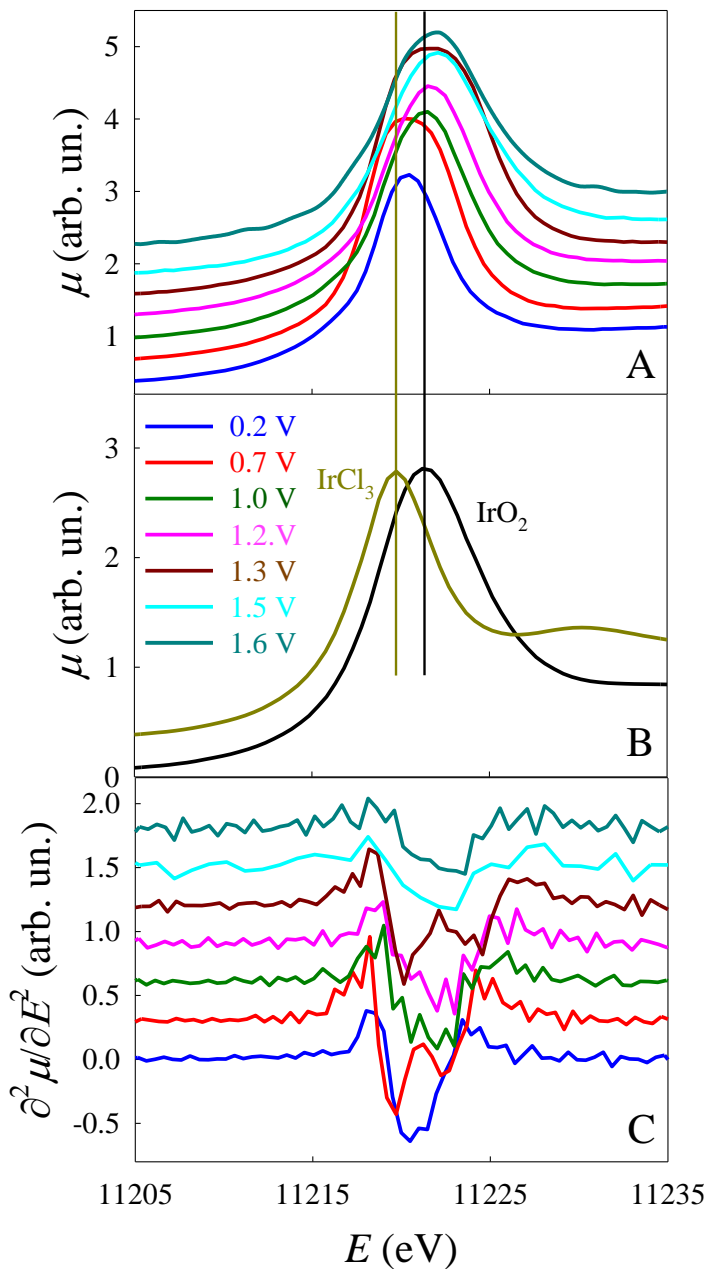 5
4
3
2
1
μ (arb. un.)
A
3
2
1
0
μ (arb. un.)
0.2 V
0.7 V
1.0 V
1.2.V
1.3 V
1.5 V
1.6 V
IrCl₃
IrO₂
B
2.0
1.5
1.0
0.5
0.0
-0.5
∂² μ/∂E² (arb. un.)
C
11205 11215 11225 11235
E (eV)